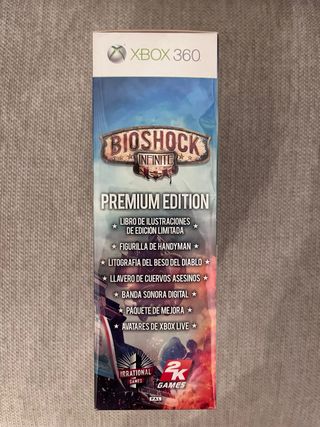 XBOX 360
BIOSHOCK
INFINITE
PREMIUM EDITION
LIBRO DE ILUSTRACIONES
DE EDICIÓN LIMITADA
FIGURILLA DE HANDYMAN
LITOGRAFÍA DEL BESO DEL DIABLO
LLAVERO DE CUERVOS ASESINOS
BANDA SONORA DIGITAL
PAQUETE DE MEJORA
AVATARES DE XBOX LIVE
IRRATIONAL
GAMES
2K
GAMES
PAL